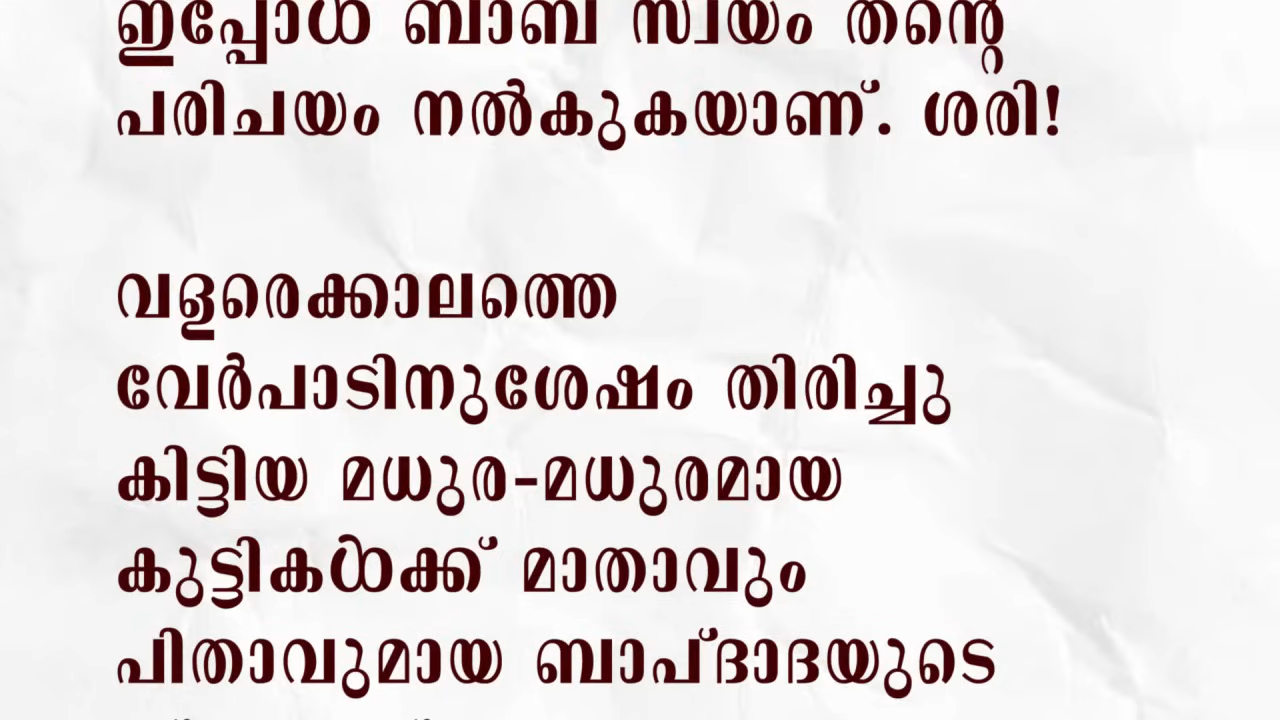 ഇപ്പോൾ ബാബ സ്വയം തന്റെ
പരിചയം നൽകുകയാണ്. ശരി!
വളരെക്കാലത്തെ
വേർപാടിനുശേഷം തിരിച്ചു
കിട്ടിയ മധുര-മധുരമായ
കുട്ടികൾക്ക് മാതാവും
പിതാവുമായ ബാപ്ദാദയുടെ